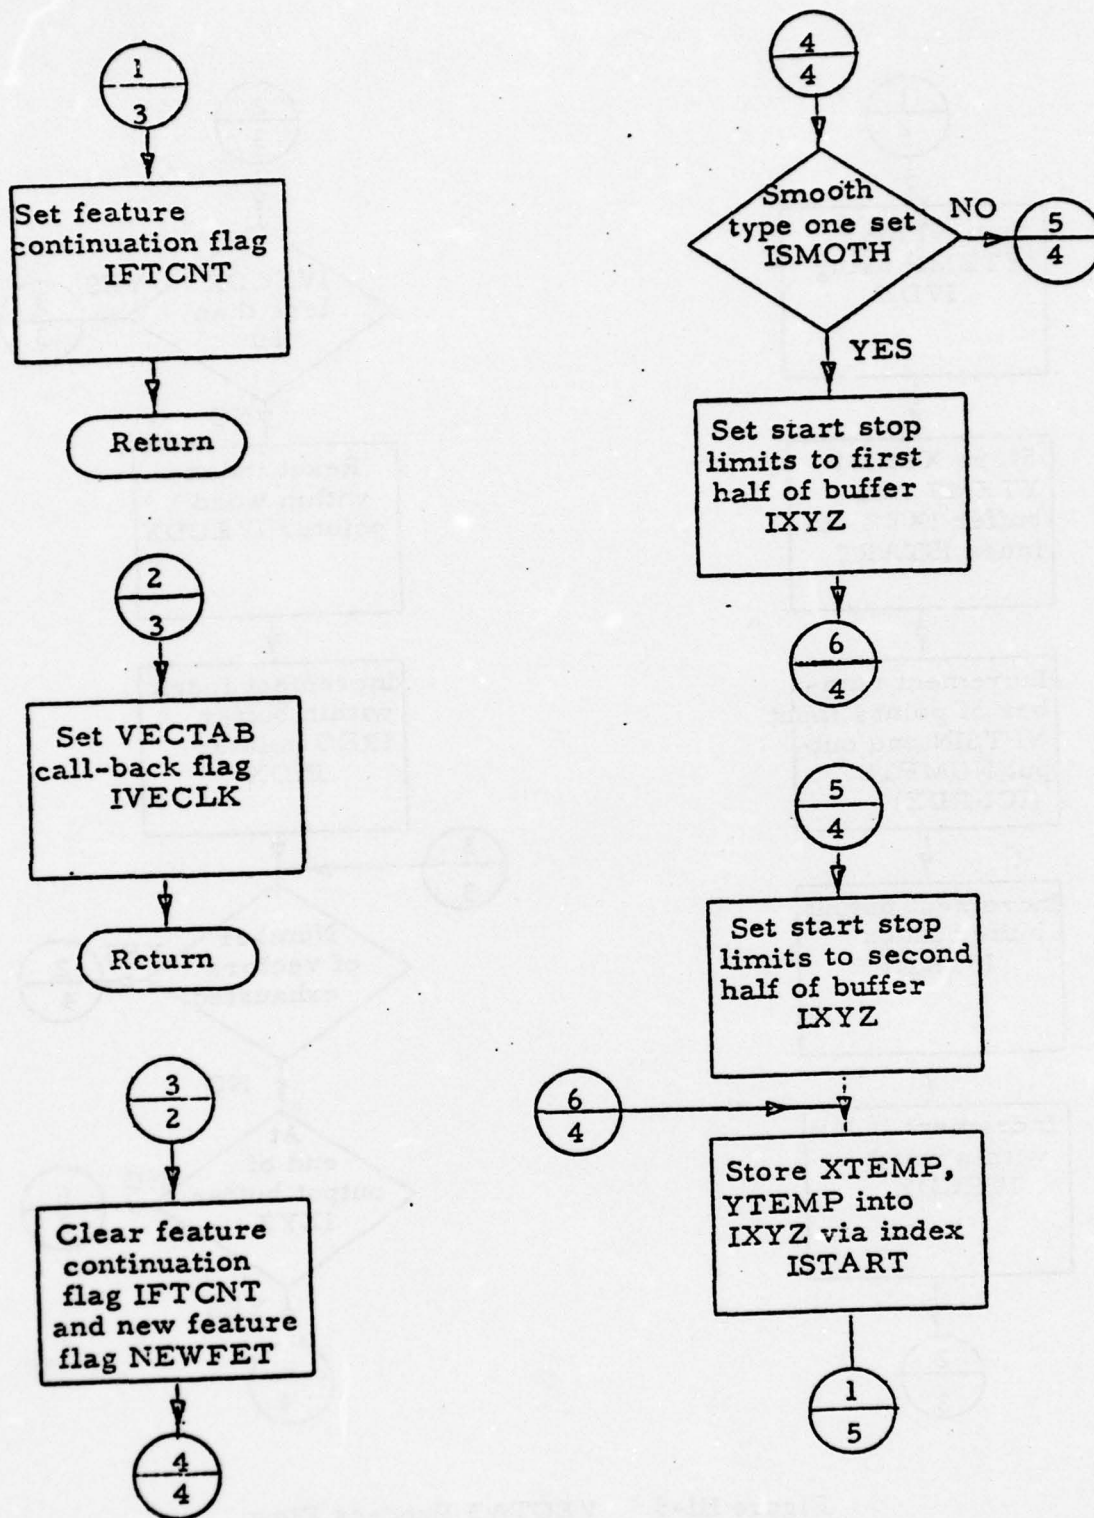 1
3
Set feature
continuation flag
IFTCNT
Return
2
3
Set VECTAB
call-back flag
IVECLK
Return
3
2
Clear feature
continuation
flag IFTCNT
and new feature
flag NEWFET
4
4
4
4
Smooth
type one set
ISMOTH
NO
5
4
YES
Set start stop
limits to first
half of buffer
IXYZ
6
4
5
4
Set start stop
limits to second
half of buffer
IXYZ
6
4
Store XTEMP,
YTEMP into
IXYZ via index
ISTART
1
5